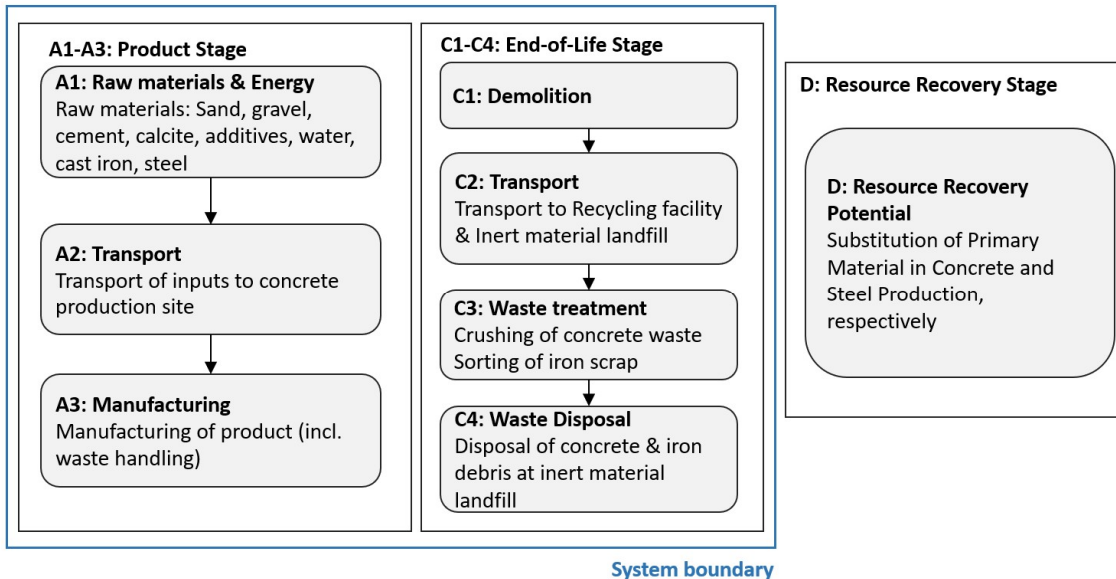 A1-A3: Product Stage
A1: Raw materials & Energy
Raw materials: Sand, gravel,
cement, calcite, additives, water,
cast iron, steel
A2: Transport
Transport of inputs to concrete
production site
A3: Manufacturing
Manufacturing of product (incl.
waste handling)
C1-C4: End-of-Life Stage
C1: Demolition
C2: Transport
Transport to Recycling facility
& Inert material landfill
C3: Waste treatment
Crushing of concrete waste
Sorting of iron scrap
C4: Waste Disposal
Disposal of concrete & iron
debris at inert material
landfill
D: Resource Recovery Stage
D: Resource Recovery
Potential
Substitution of Primary
Material in Concrete and
Steel Production,
respectively
System boundary